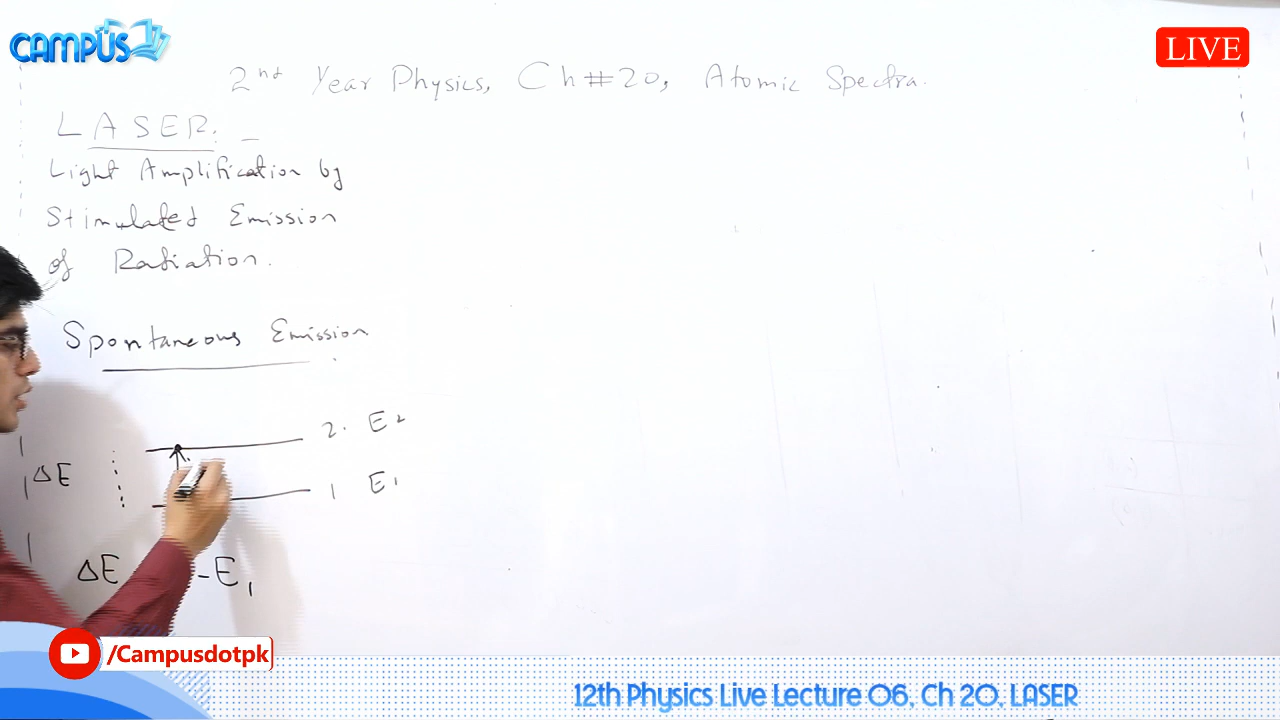 CAMPUS
LIVE
2nd Year Physics, Ch #20, Atomic Spectra.
LASER. -
Light Amplification by
Stimulated Emission
of Radiation.
Spontaneous Emission
2. E2
ΔE
1 E1
ΔE -E1
/Campusdotpk
12th Physics Live Lecture 06, Ch 20, LASER